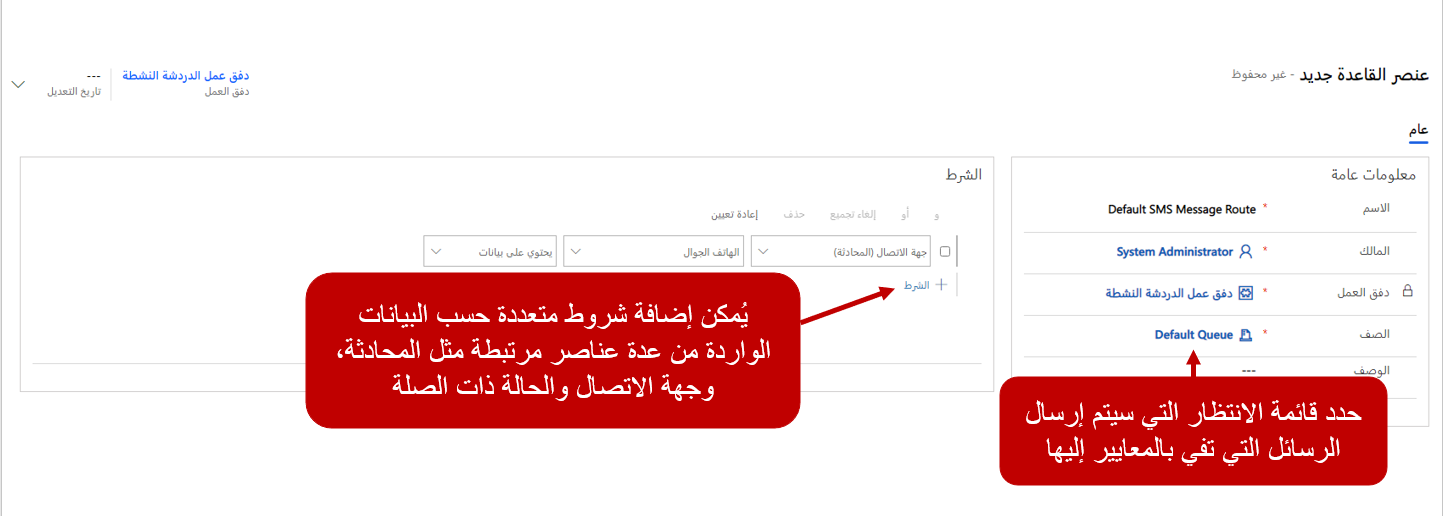 عنصر القاعدة جديد - غير محفوظ
دفق عمل الدردشة النشطة
دفق العمل
---
تاريخ التعديل
عام
معلومات عامة
الاسم * Default SMS Message Route
المالك * System Administrator
دفق العمل * دفق عمل الدردشة النشطة
الصف * Default Queue
الوصف ---
حدد قائمة الانتظار التي سيتم إرسال
الرسائل التي تفي بالمعايير إليها
الشرط
و أو إلغاء تجميع حذف إعادة تعيين
جهة الاتصال (المحادثة) الهاتف الجوال يحتوي على بيانات
+ الشرط
يُمكن إضافة شروط متعددة حسب البيانات
الواردة من عدة عناصر مرتبطة مثل المحادثة،
وجهة الاتصال والحالة ذات الصلة